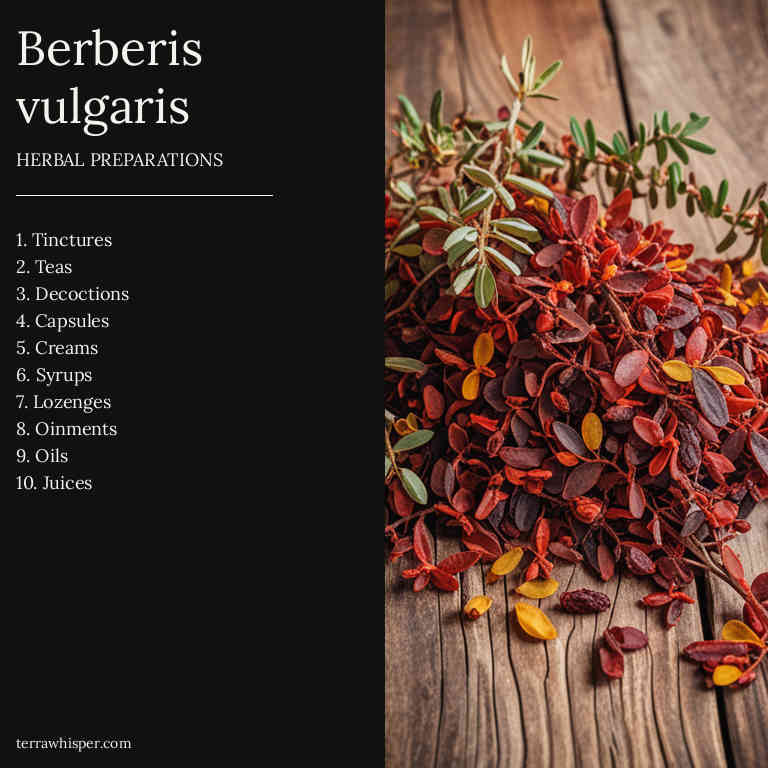 Berberis
vulgaris
HERBAL PREPARATIONS
1. Tinctures
2. Teas
3. Decoctions
4. Capsules
5. Creams
6. Syrups
7. Lozenges
8. Oinments
9. Oils
10. Juices
terrawhisper.com